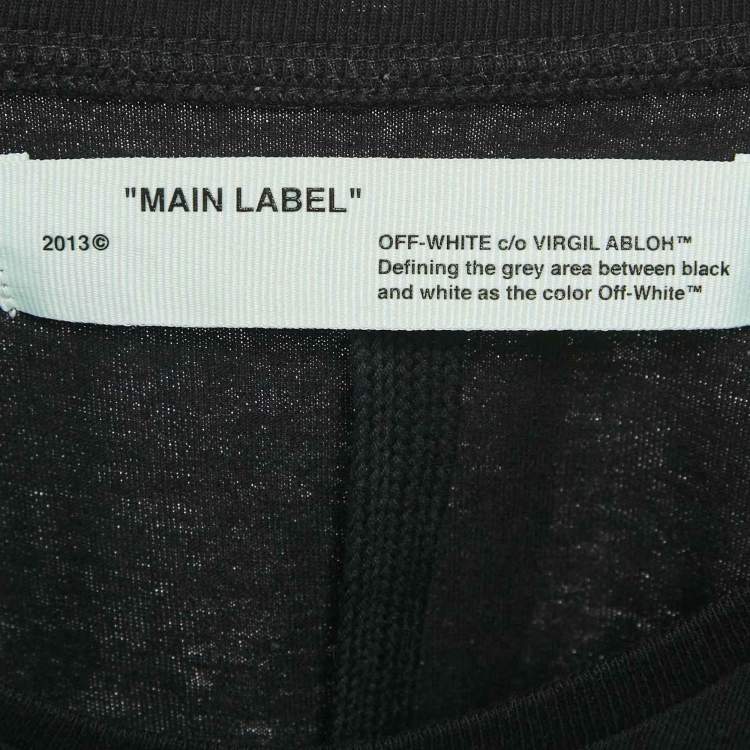 "MAIN LABEL"
2013©
OFF-WHITE c/o VIRGIL ABLOH™
Defining the grey area between black
and white as the color Off-White™